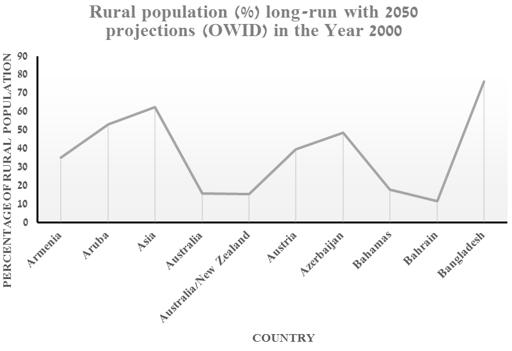 Rural population (%) long-run with 2050
projections (OWID) in the Year 2000
PERCENTAGE OF RURAL POPULATION
90
80
70
60
50
40
30
20
10
0
Armenia
Aruba
Asia
Australia
Australia/New Zealand
Austria
Azerbaijan
Bahamas
Bahrain
Bangladesh
COUNTRY